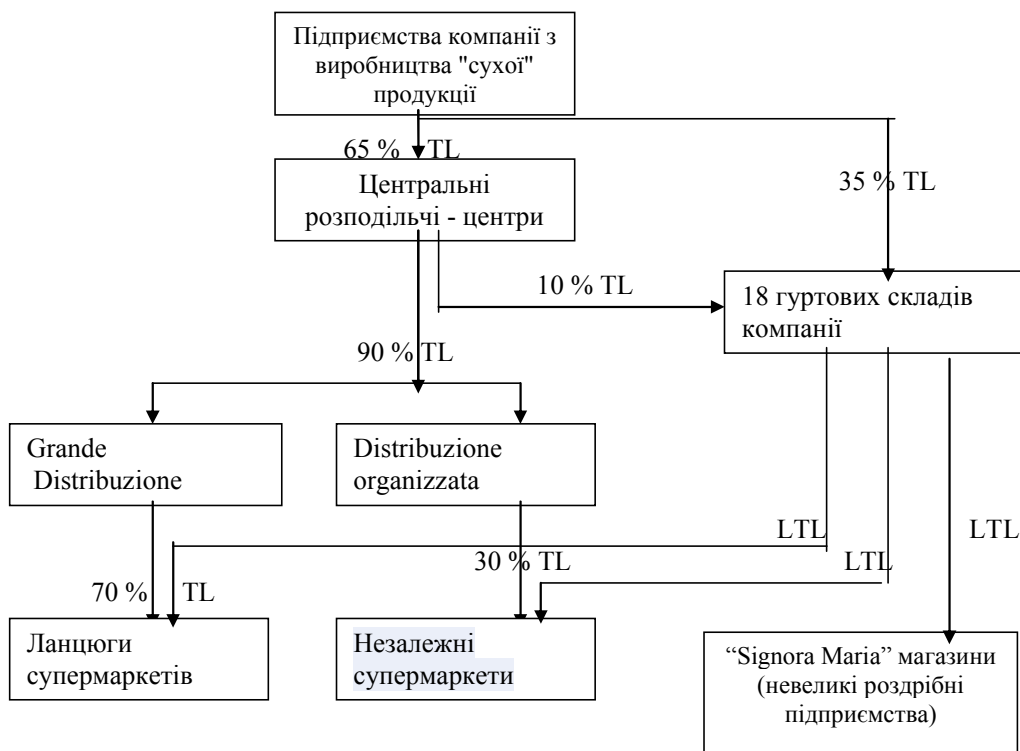 Підприємства компанії з
виробництва "сухої"
продукції
65 % TL
35 % TL
Центральні
розподільчі - центри
10 % TL
18 гуртових складів
компанії
90 % TL
Grande
Distribuzione
Distribuzione
organizzata
LTL
LTL
LTL
30 % TL
70 % TL
Ланцюги
супермаркетів
Незалежні
супермаркети
“Signora Maria” магазини
(невеликі роздрібні
підприємства)